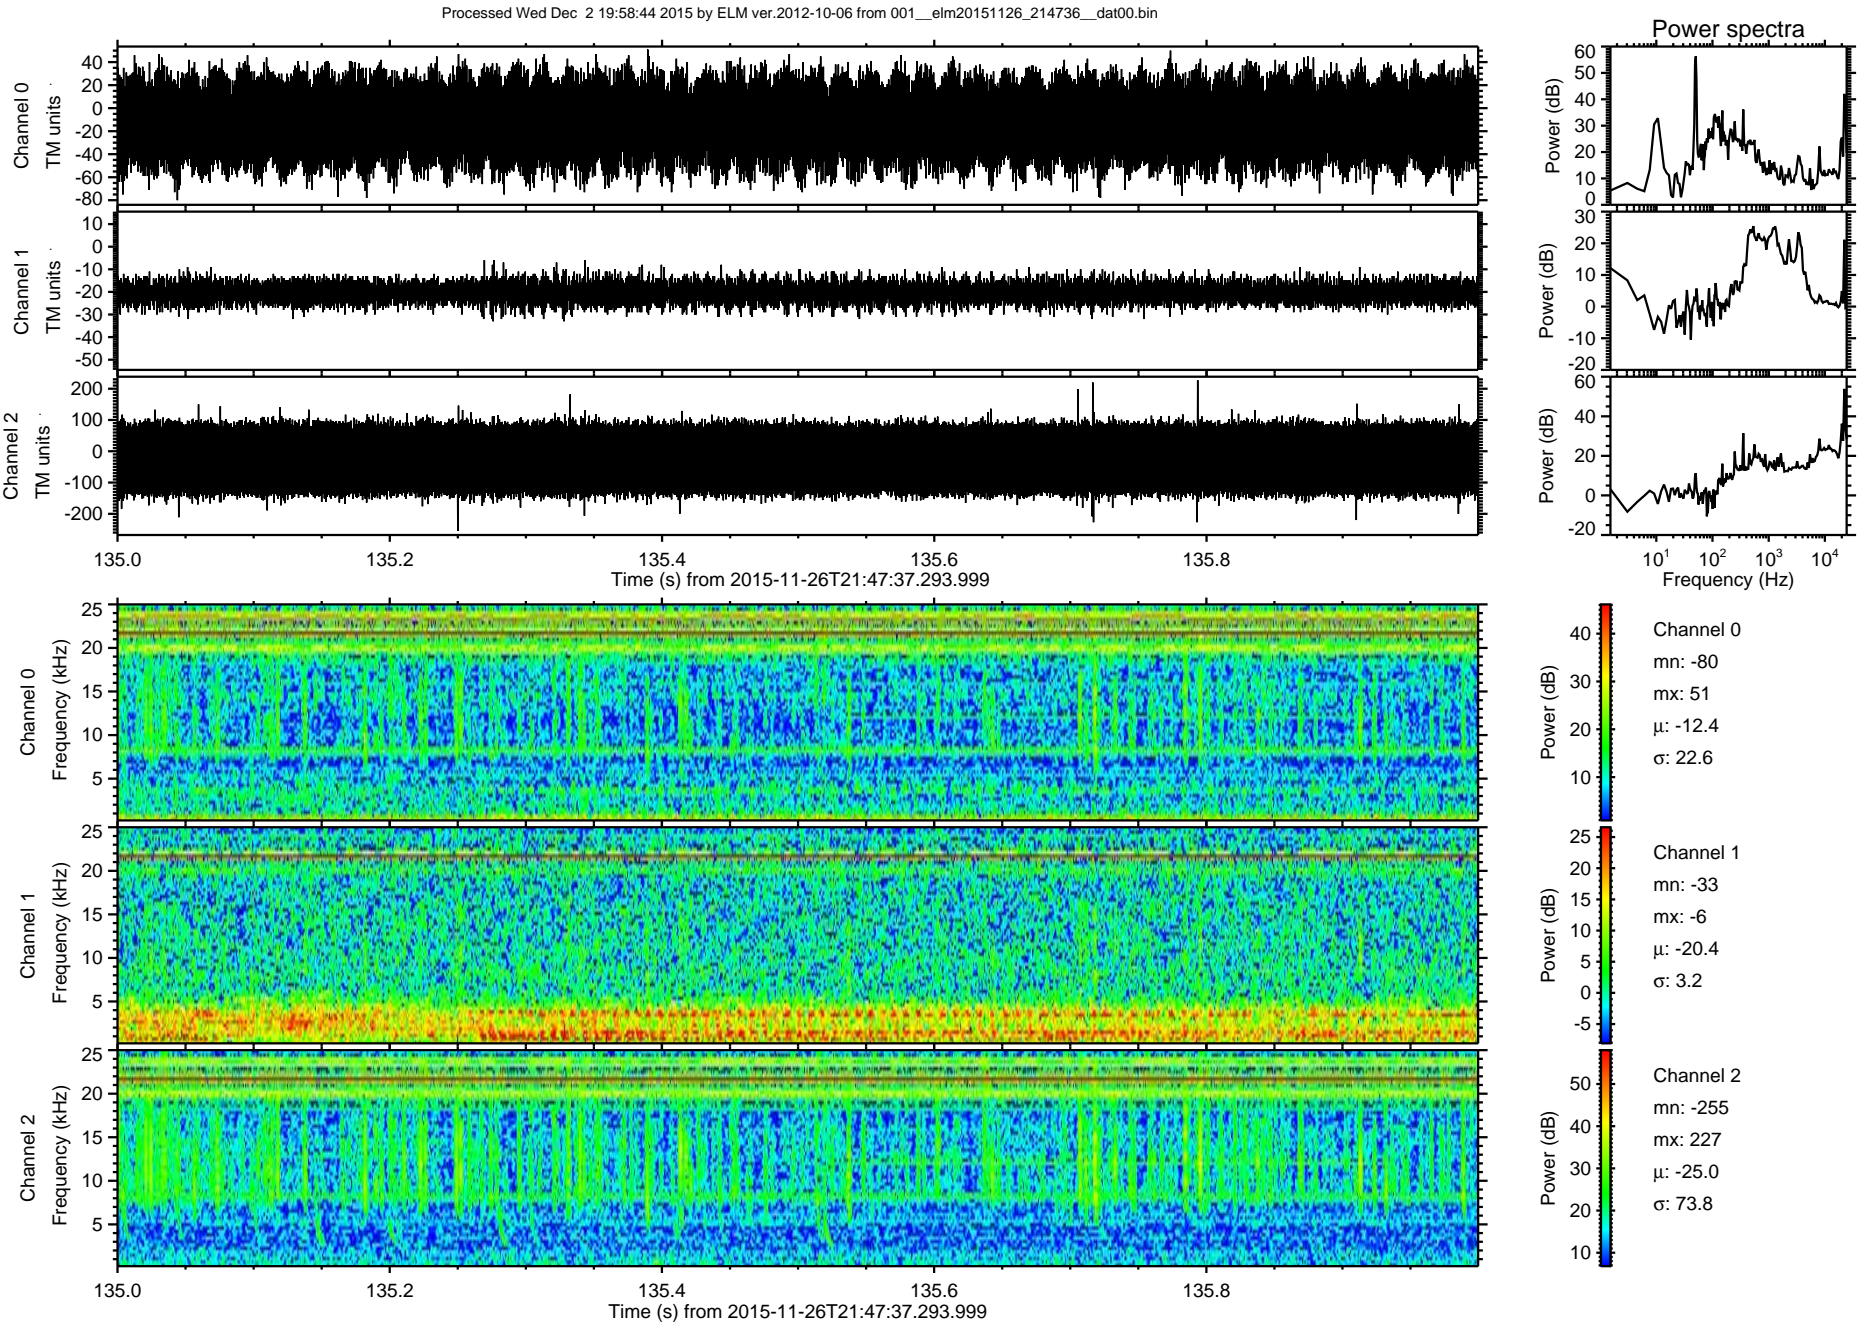 Processed Wed Dec  2 19:58:44 2015 by ELM ver.2012-10-06 from 001__elm20151126_214736__dat00.bin
Power spectra
Channel 0
TM units
40
20
0
-20
-40
-60
-80
Power (dB)
60
50
40
30
20
10
0
Channel 1
TM units
10
0
-10
-20
-30
-40
-50
Power (dB)
30
20
10
0
-10
-20
Channel 2
TM units
200
100
0
-100
-200
Power (dB)
60
40
20
0
-20
135.0 135.2 135.4 135.6 135.8
Time (s) from 2015-11-26T21:47:37.293.999
10¹ 10² 10³ 10⁴
Frequency (Hz)
Channel 0
Frequency (kHz)
25
20
15
10
5
Power (dB)
40
30
20
10
Channel 0
mn: -80
mx: 51
μ: -12.4
σ: 22.6
Channel 1
Frequency (kHz)
25
20
15
10
5
Power (dB)
25
20
15
10
5
0
-5
Channel 1
mn: -33
mx: -6
μ: -20.4
σ: 3.2
Channel 2
Frequency (kHz)
25
20
15
10
5
Power (dB)
50
40
30
20
10
Channel 2
mn: -255
mx: 227
μ: -25.0
σ: 73.8
135.0 135.2 135.4 135.6 135.8
Time (s) from 2015-11-26T21:47:37.293.999